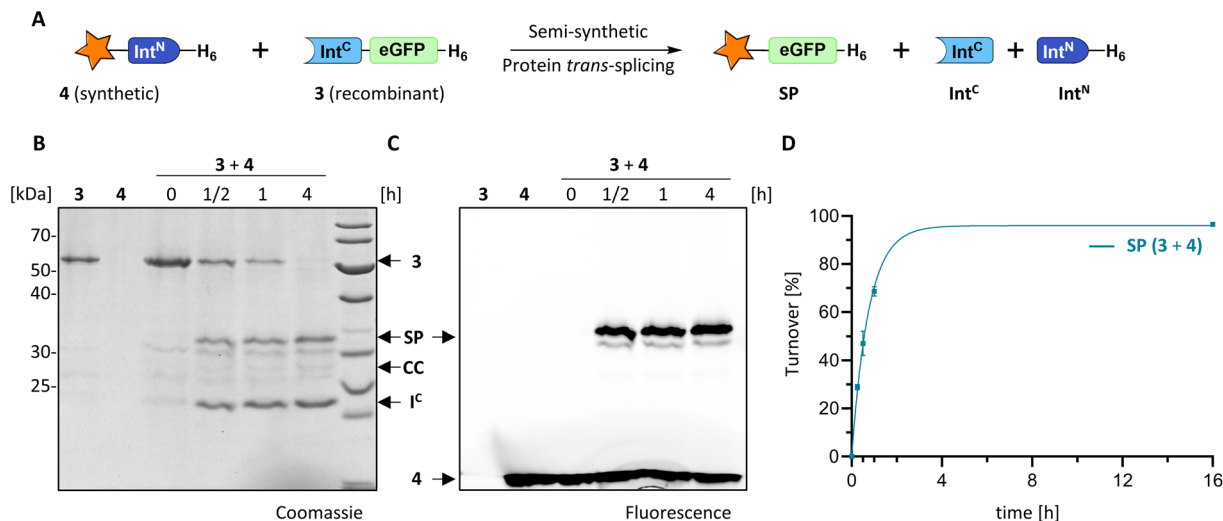 A
Int^N H₆ + Int^C eGFP H₆ Semi-synthetic eGFP H₆ + Int^C + Int^N H₆
Protein trans-splicing
4 (synthetic) 3 (recombinant) SP Int^C Int^N
B C D
3 + 4 3 + 4
[kDa] 3 4 0 1/2 1 4 [h] 3 4 0 1/2 1 4 [h]
70-
50-
40-
30-
25-
3
SP
CC
I^C
4
Coomassie Fluorescence
100
80
60
40
20
0
Turnover [%]
SP (3 + 4)
0 4 8 12 16
time [h]